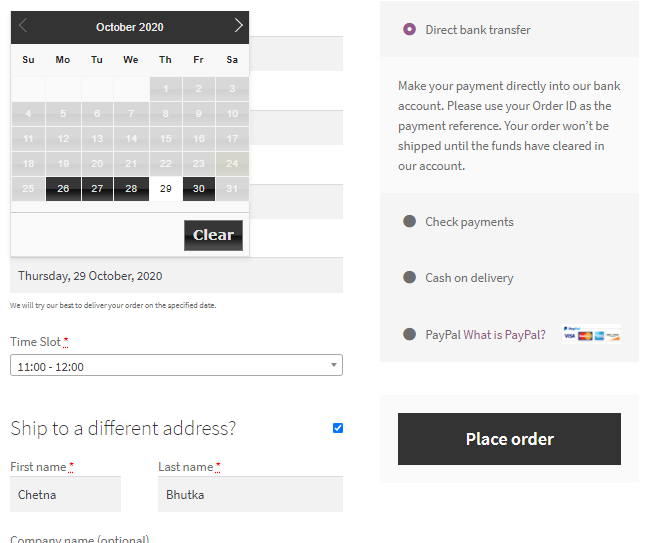 October 2020
Su Mo Tu We Th Fr Sa
1 2 3
4 5 6 7 8 9 10
11 12 13 14 15 16 17
18 19 20 21 22 23 24
25 26 27 28 29 30 31
Clear
Thursday, 29 October, 2020
We will try our best to deliver your order on the specified date.
Time Slot *
11:00 - 12:00
Ship to a different address?
First name * Last name *
Chetna Bhutka
Company name (optional)
Direct bank transfer
Make your payment directly into our bank
account. Please use your Order ID as the
payment reference. Your order won’t be
shipped until the funds have cleared in
our account.
Check payments
Cash on delivery
PayPal What is PayPal?
PayPal
VISA
Place order